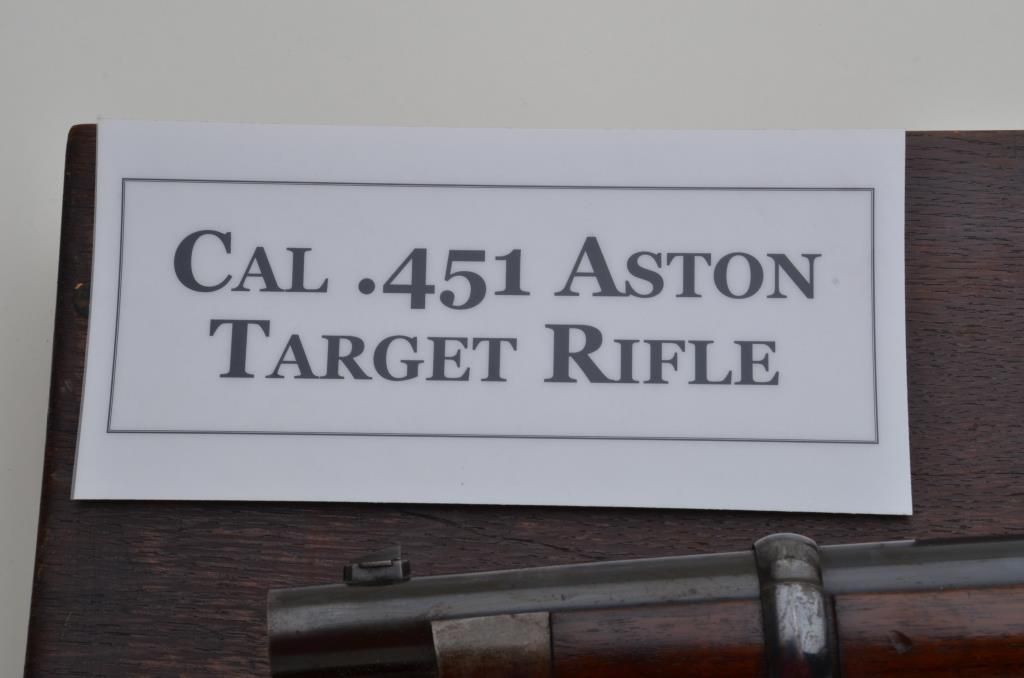 Cal .451 Aston
Target Rifle